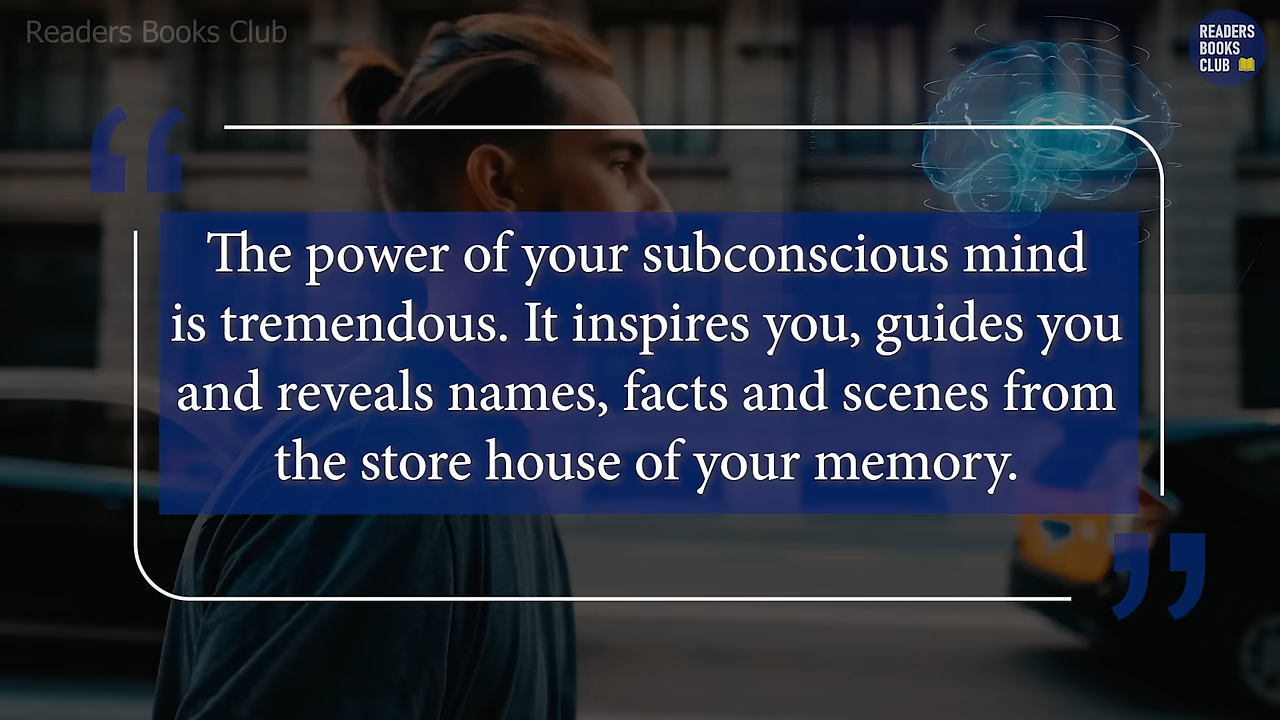 Readers Books Club
READERS
BOOKS
CLUB
The power of your subconscious mind
is tremendous. It inspires you, guides you
and reveals names, facts and scenes from
the store house of your memory.